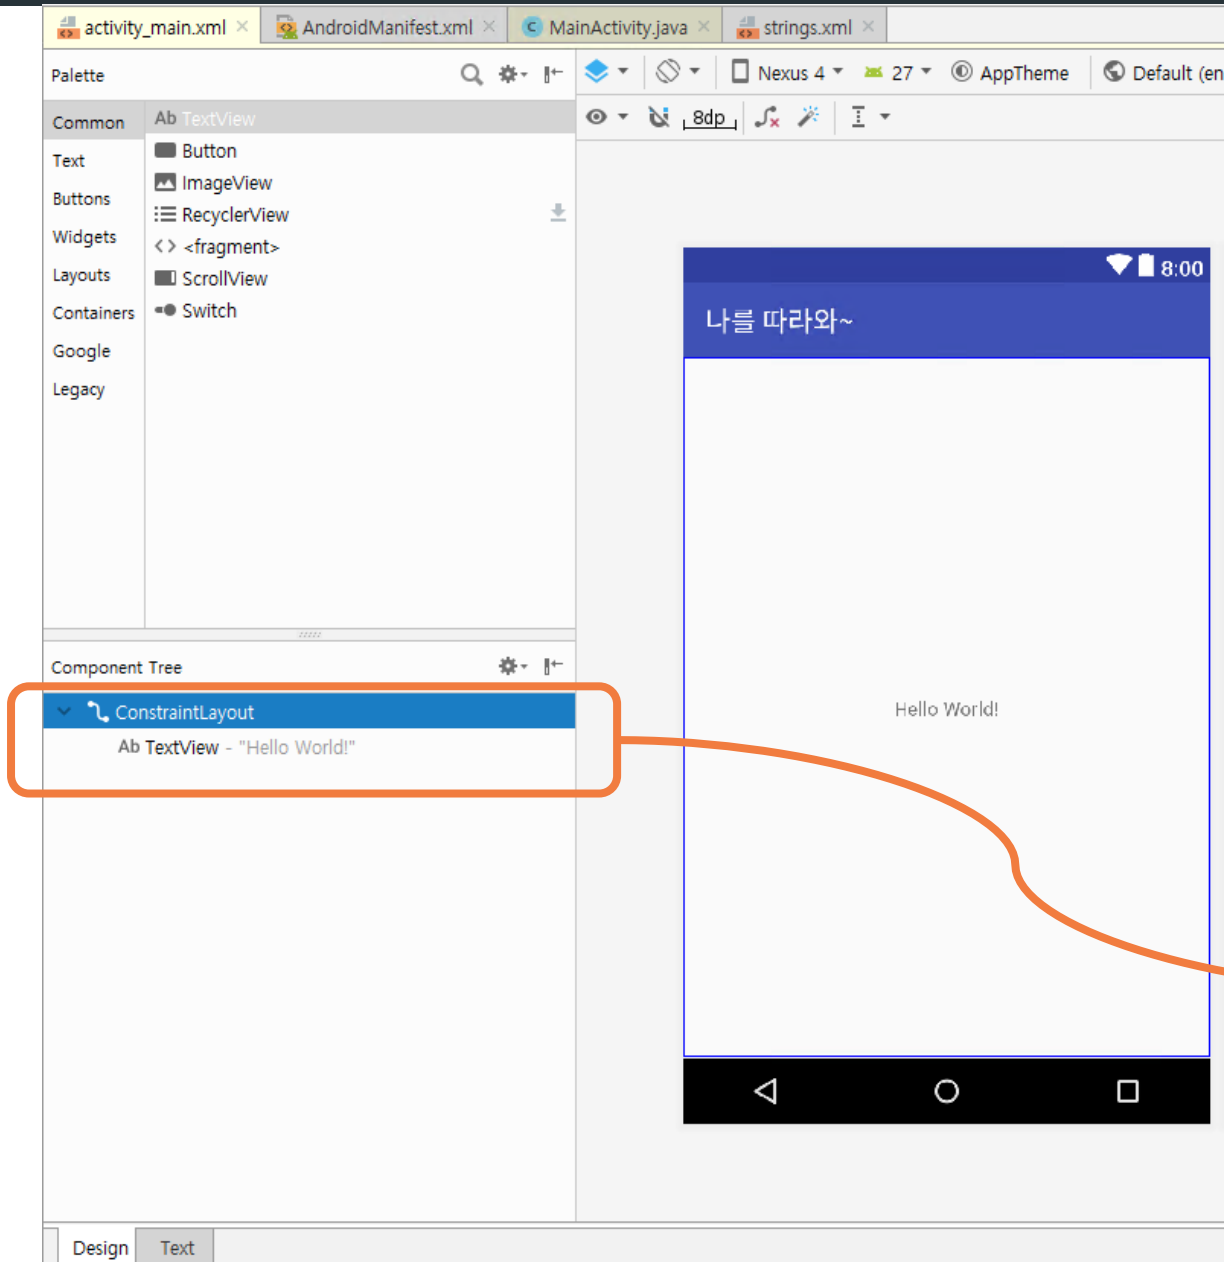 activity_main.xml AndroidManifest.xml MainActivity.java strings.xml
Palette
Nexus 4 27 AppTheme Default (en
8dp
Common
Text
Buttons
Widgets
Layouts
Containers
Google
Legacy
Ab TextView
Button
ImageView
RecyclerView
<fragment>
ScrollView
Switch
8:00
나를 따라와~
Hello World!
Component Tree
ConstraintLayout
Ab TextView - "Hello World!"
Design Text